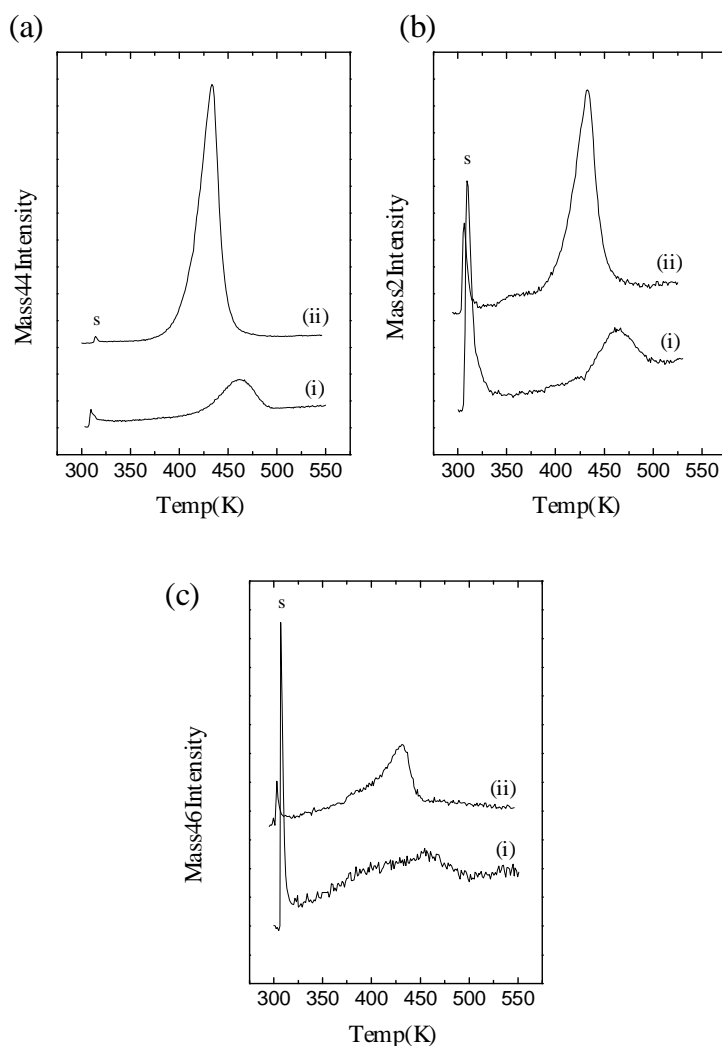 (a)
Mass44 Intensity
s
(ii)
(i)
300 350 400 450 500 550
Temp(K)
(b)
Mass2 Intensity
s
(ii)
(i)
300 350 400 450 500 550
Temp(K)
(c)
Mass46 Intensity
s
(ii)
(i)
300 350 400 450 500 550
Temp(K)